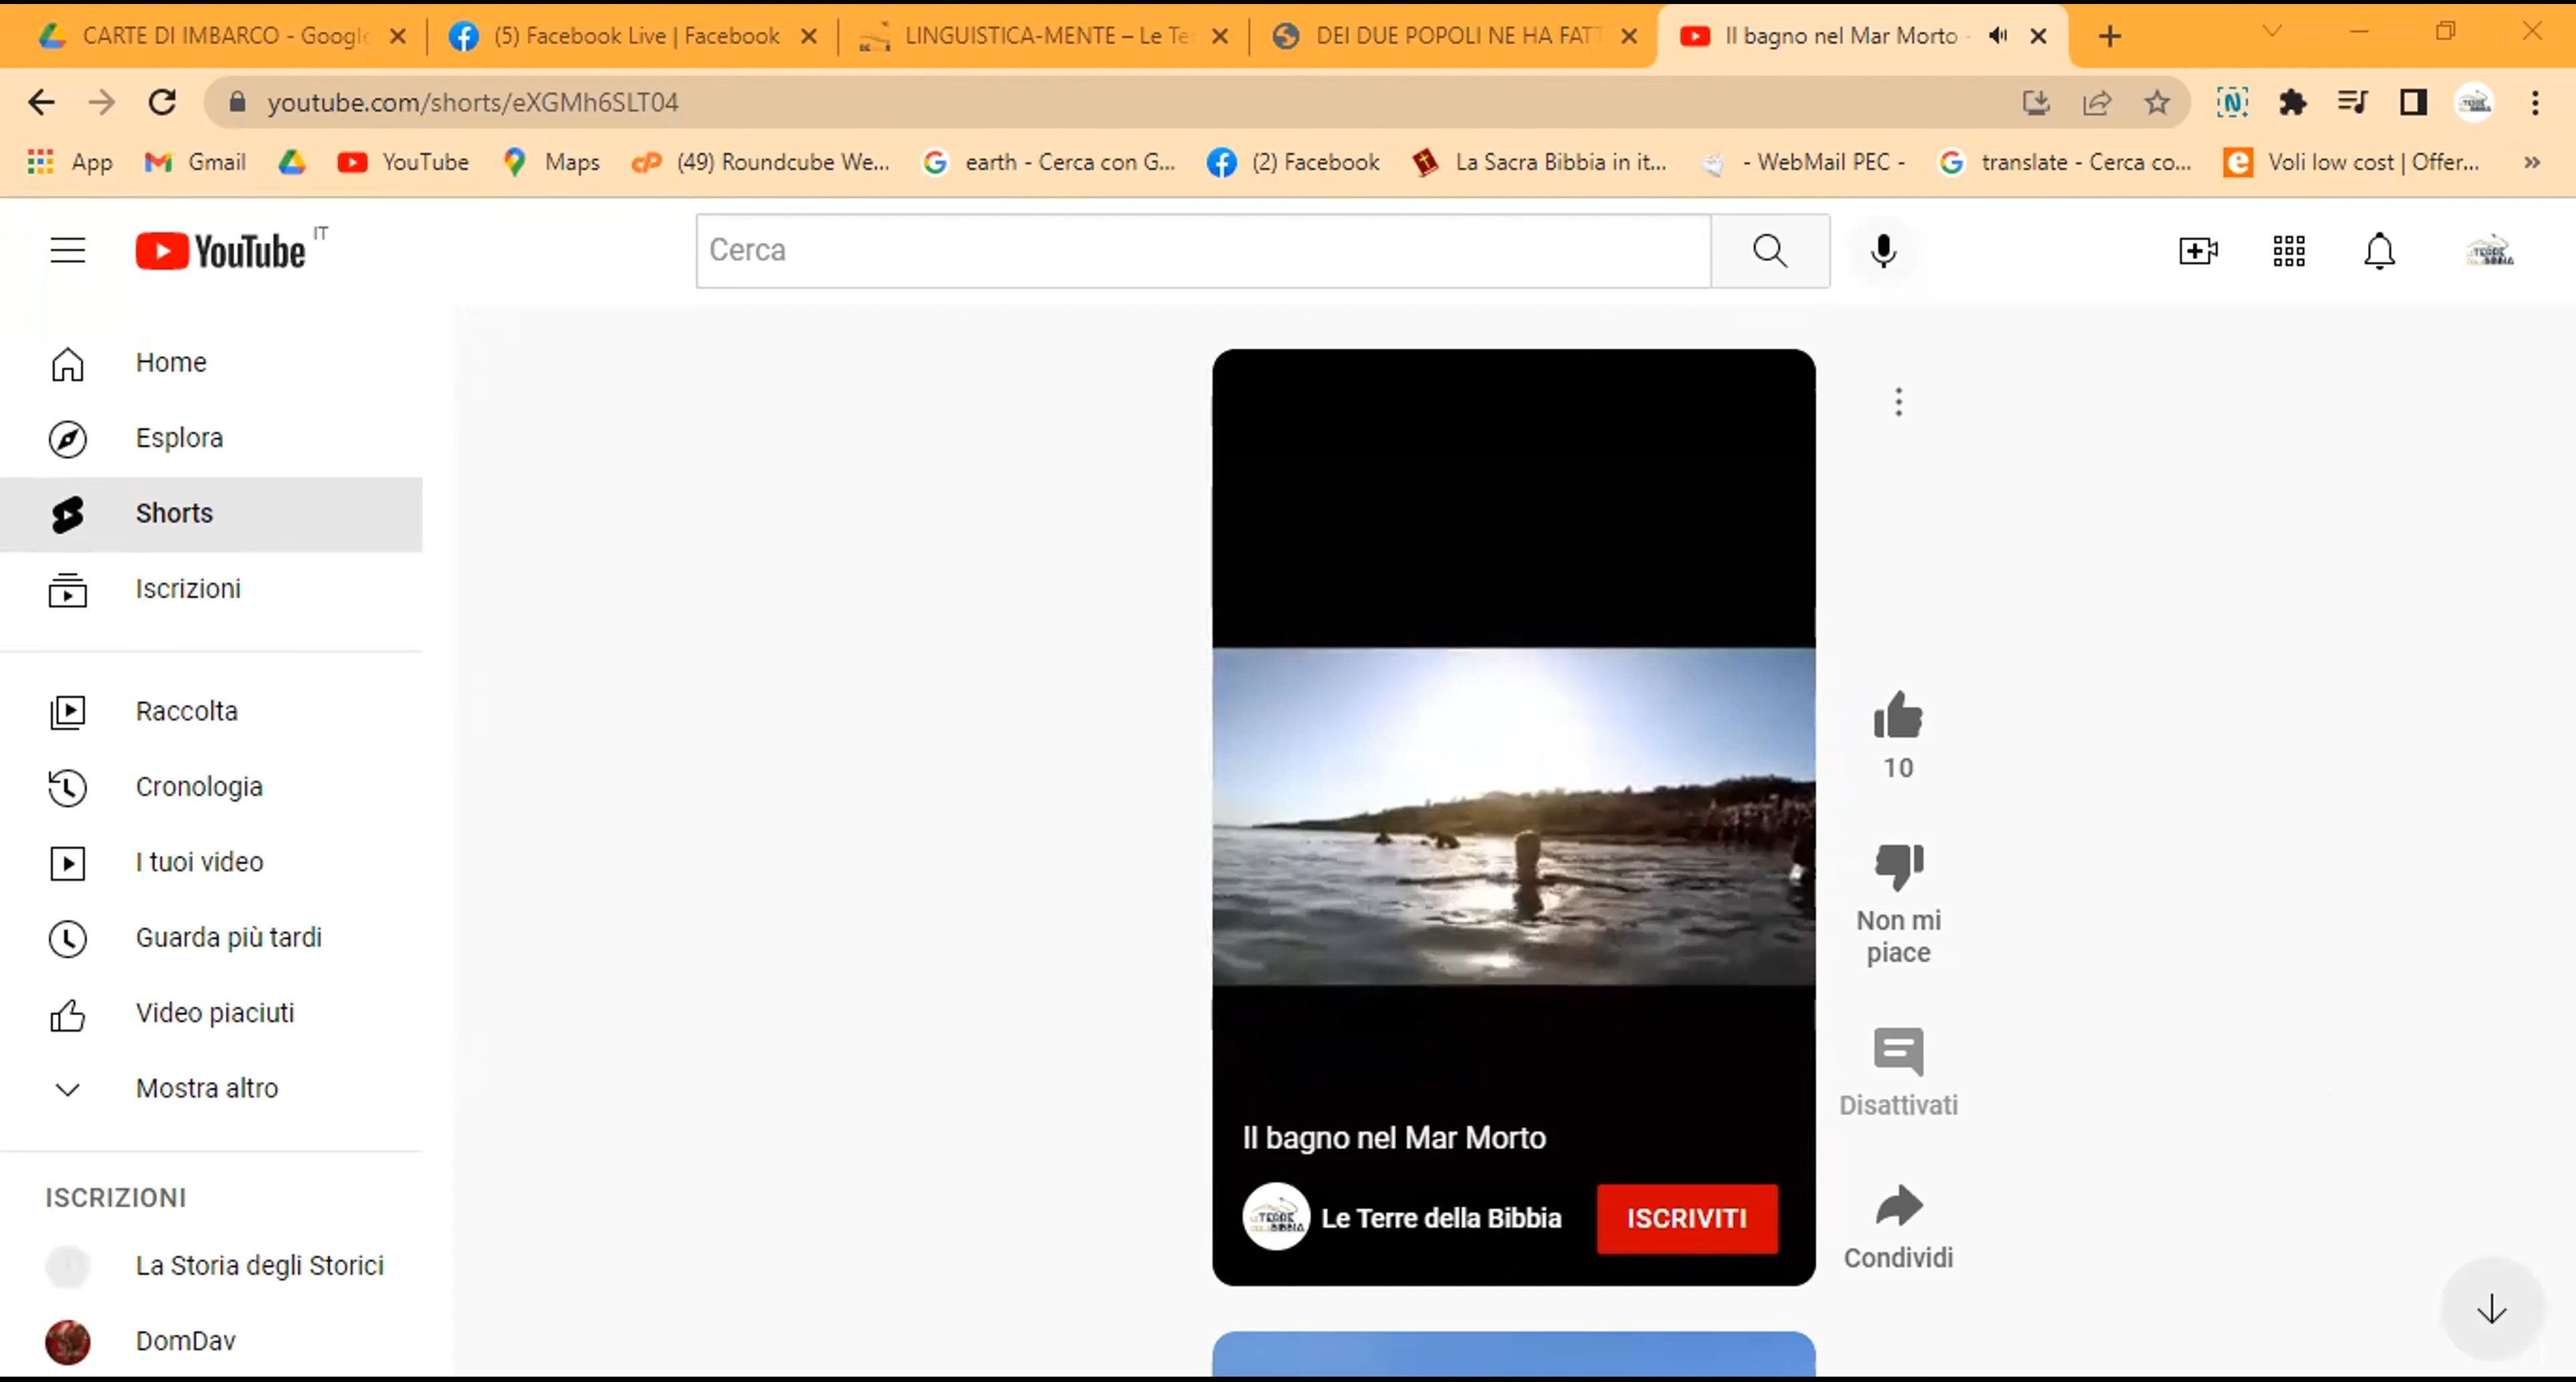 CARTE DI IMBARCO - Google
(5) Facebook Live | Facebook
LINGUISTICA-MENTE – Le Te
DEI DUE POPOLI NE HA FATT
Il bagno nel Mar Morto -
youtube.com/shorts/eXGMh6SLT04
App
Gmail
YouTube
Maps
(49) Roundcube We...
earth - Cerca con G...
(2) Facebook
La Sacra Bibbia in it...
- WebMail PEC -
translate - Cerca co...
Voli low cost | Offer...
»
YouTube IT
Cerca
Home
Esplora
Shorts
Iscrizioni
Raccolta
Cronologia
I tuoi video
Guarda più tardi
Video piaciuti
Mostra altro
ISCRIZIONI
La Storia degli Storici
DomDav
10
Non mi
piace
Disattivati
Condividi
Il bagno nel Mar Morto
Le Terre della Bibbia
ISCRIVITI